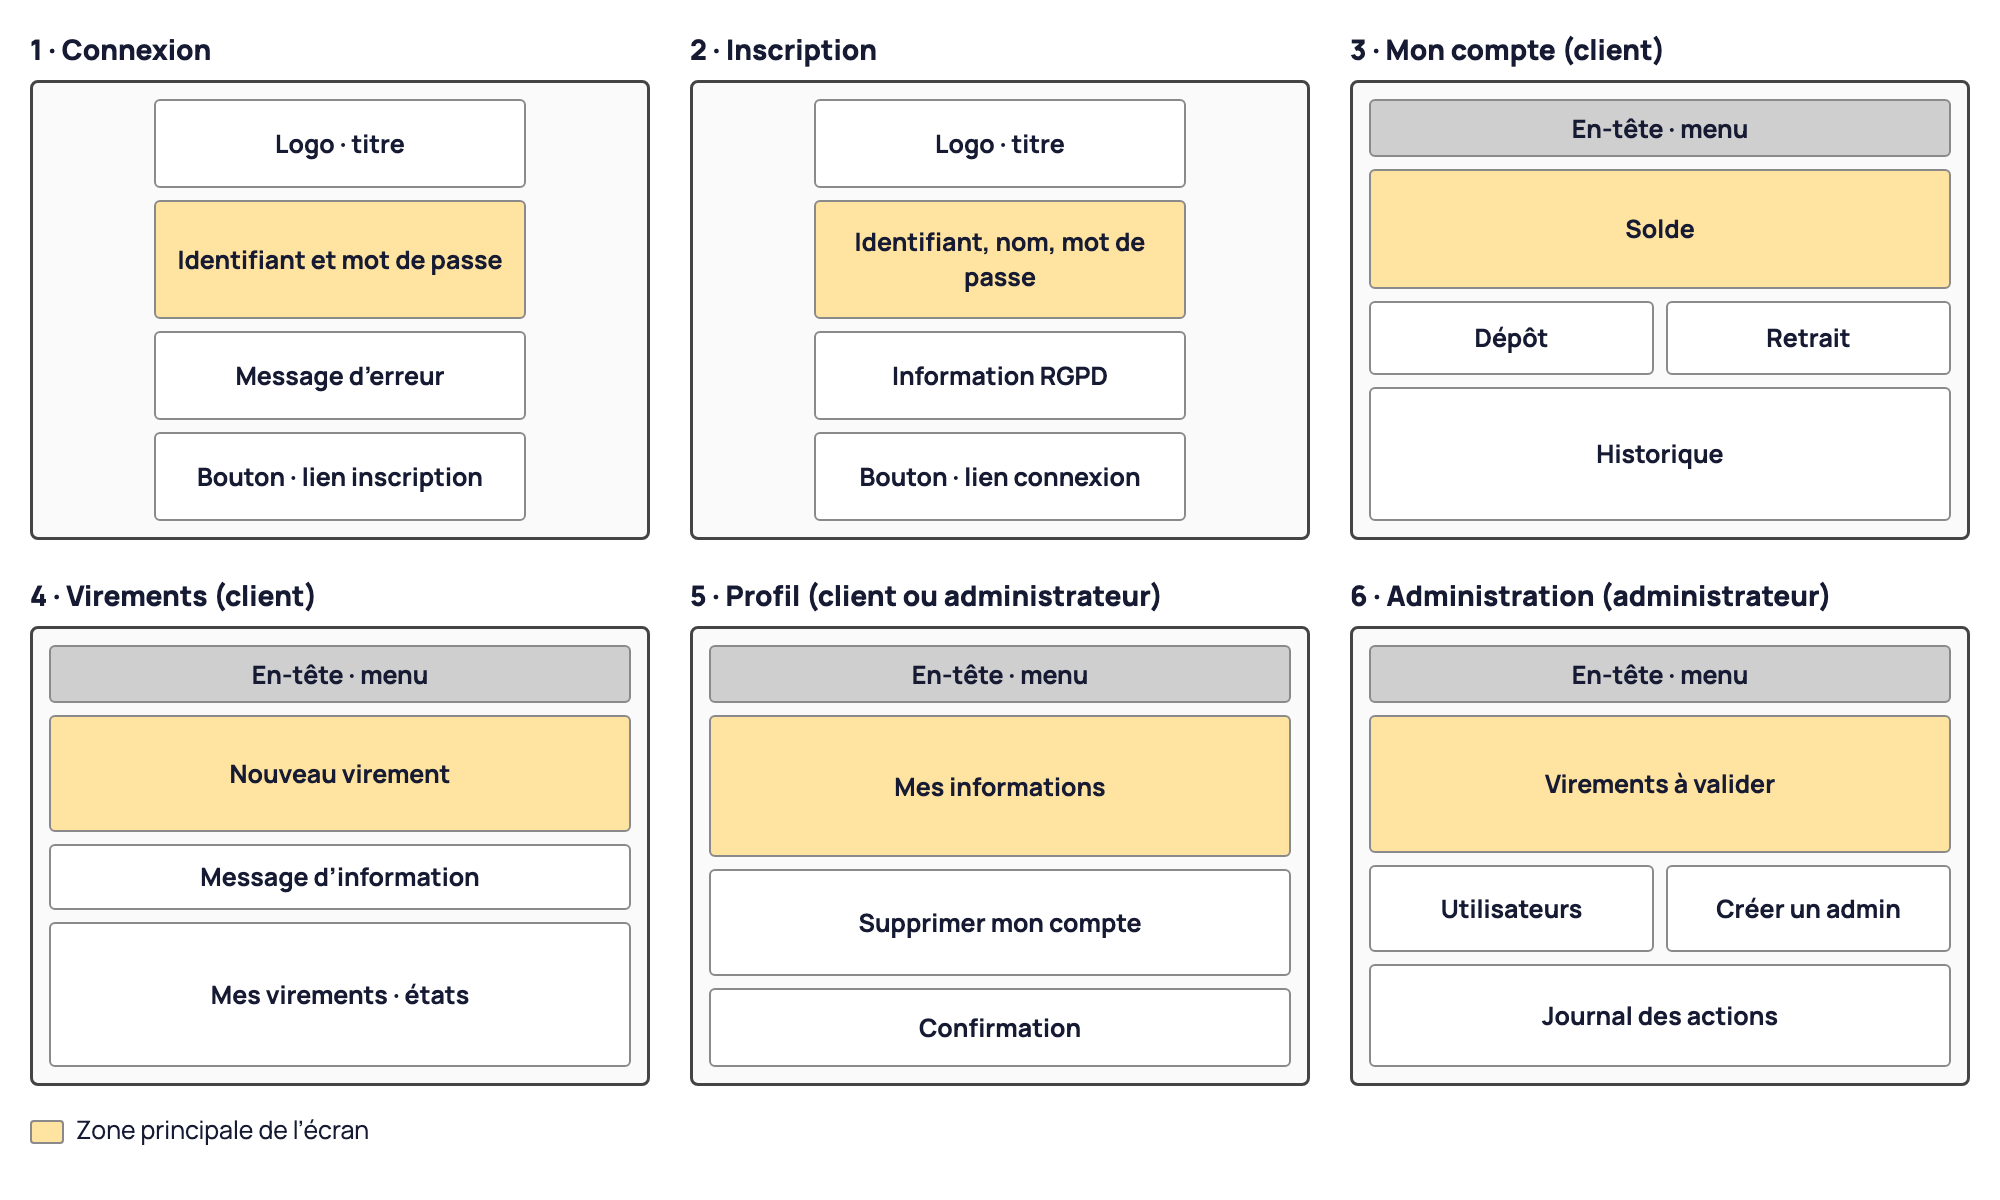 1 · Connexion
Logo · titre
Identifiant et mot de passe
Message d’erreur
Bouton · lien inscription
2 · Inscription
Logo · titre
Identifiant, nom, mot de
passe
Information RGPD
Bouton · lien connexion
3 · Mon compte (client)
En-tête · menu
Solde
Dépôt
Retrait
Historique
4 · Virements (client)
En-tête · menu
Nouveau virement
Message d’information
Mes virements · états
5 · Profil (client ou administrateur)
En-tête · menu
Mes informations
Supprimer mon compte
Confirmation
6 · Administration (administrateur)
En-tête · menu
Virements à valider
Utilisateurs
Créer un admin
Journal des actions
Zone principale de l’écran